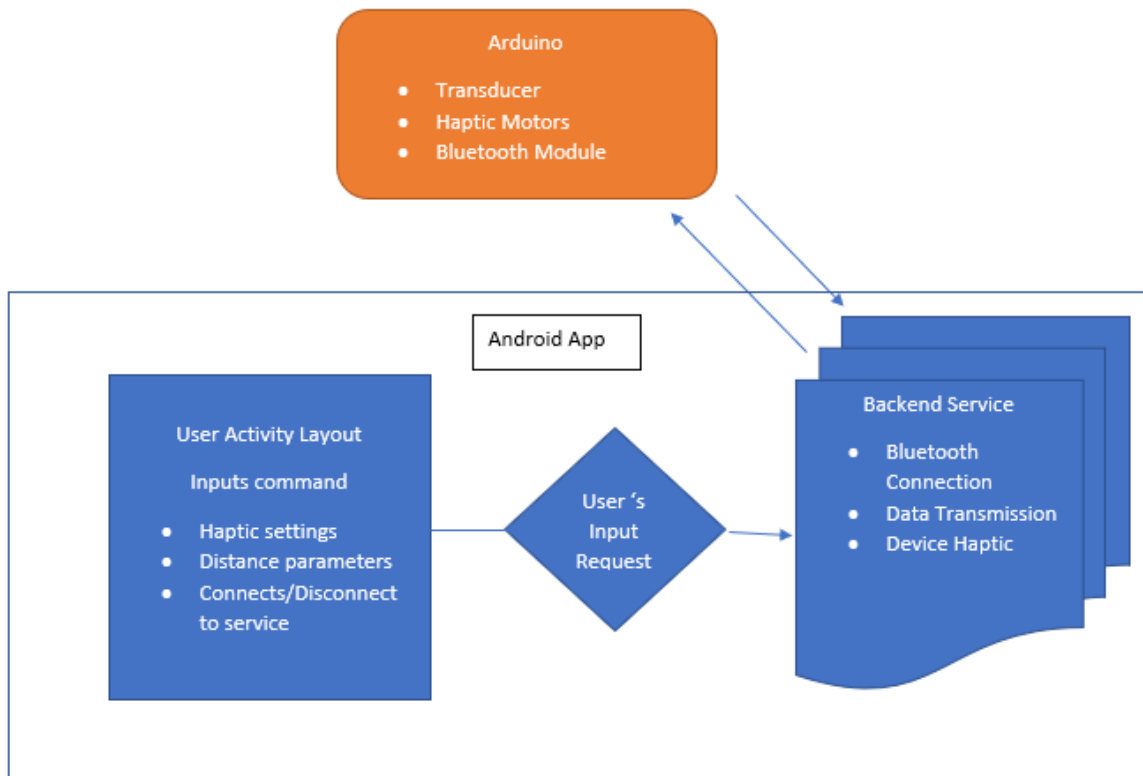 Arduino
● Transducer
● Haptic Motors
● Bluetooth Module
Android App
User Activity Layout
Inputs command
● Haptic settings
● Distance parameters
● Connects/Disconnect
to service
User ‘s
Input
Request
Backend Service
● Bluetooth
Connection
● Data Transmission
● Device Haptic